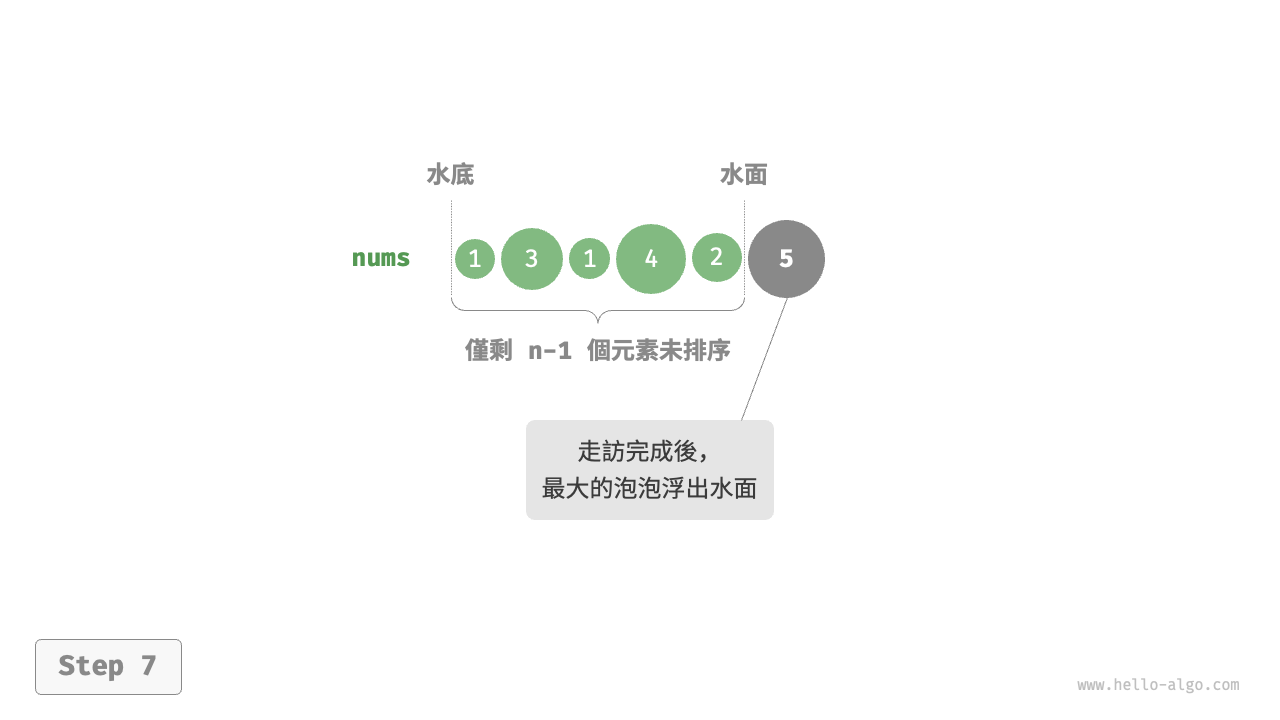 水底 水面
nums 1 3 1 4 2 5
僅剩 n-1 個元素未排序
走訪完成後，
最大的泡泡浮出水面
Step 7
www.hello-algo.com